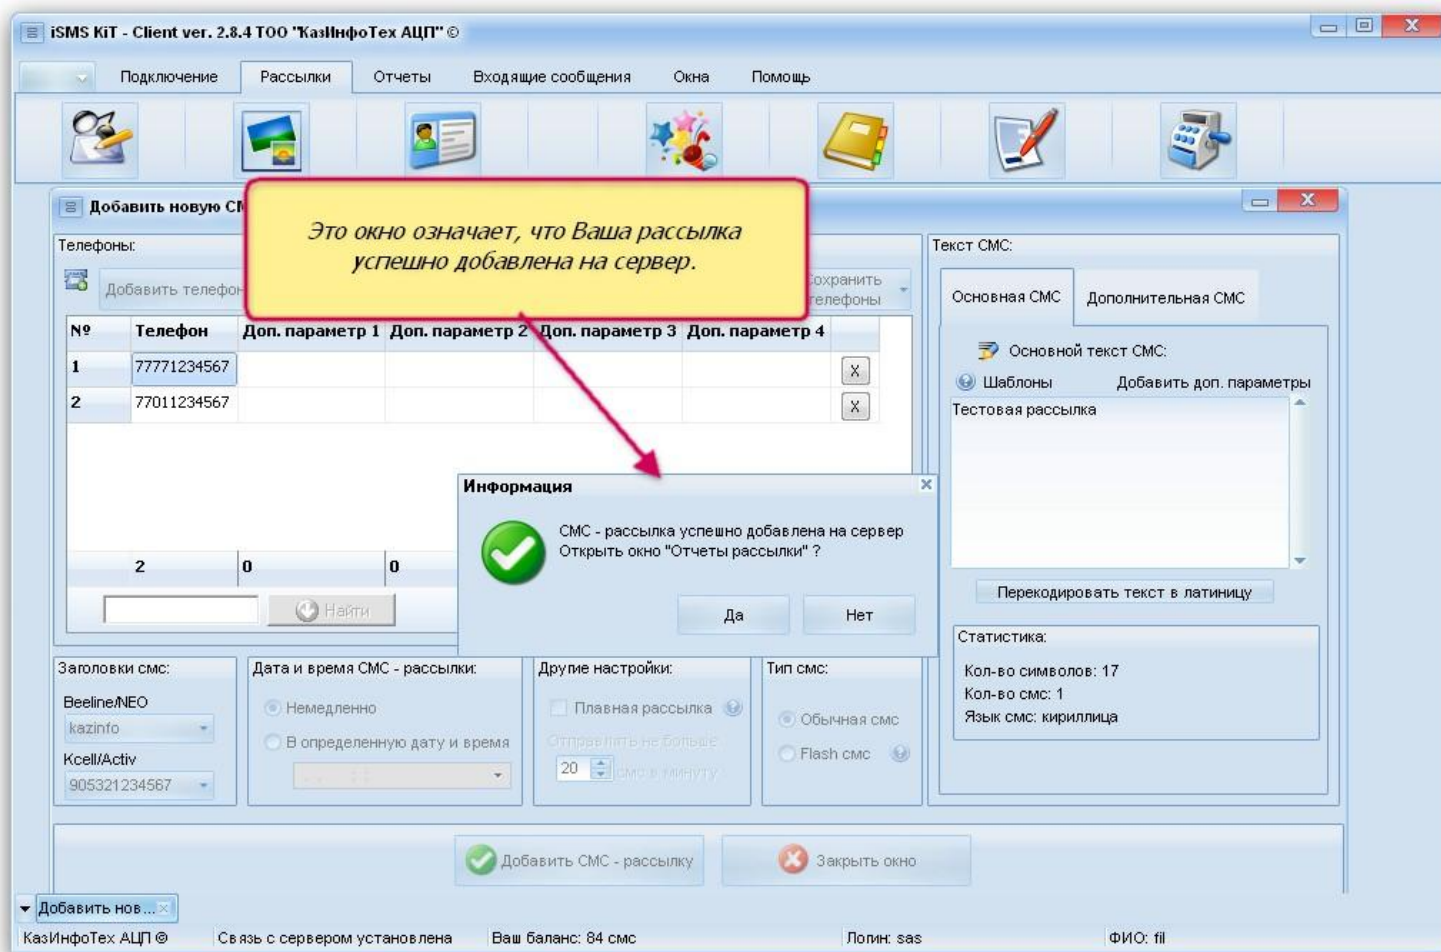 iSMS KiT - Client ver. 2.8.4 ТОО "КазИнфоТех АЦП" ©
Подключение Рассылки Отчеты Входящие сообщения Окна Помощь
Добавить новую
Это окно означает, что Ваша рассылка
успешно добавлена на сервер.
Телефоны:
Добавить
Сохранить
телефоны
№ Телефон Доп. параметр 1 Доп. параметр 2 Доп. параметр 3 Доп. параметр 4
1 77771234567 X
2 77011234567 X
2 0 0
Найти
Текст СМС:
Основная СМС Дополнительная СМС
Основной текст СМС:
Шаблоны Добавить доп. параметры
Тестовая рассылка
Перекодировать текст в латиницу
Статистика:
Кол-во символов: 17
Кол-во смс: 1
Язык смс: кириллица
Информация
СМС - рассылка успешно добавлена на сервер
Открыть окно "Отчеты рассылки" ?
Да Нет
Заголовки смс:
Beeline/NEO
kazinfo
Kcell/Activ
905321234567
Дата и время СМС - рассылки:
Немедленно
В определенную дату и время
Другие настройки:
Плавная рассылка
Отправлять не больше
20 смс в минуту
Тип смс:
Обычная смс
Flash смс
Добавить СМС - рассылку Закрыть окно
Добавить нов...
КазИнфоТех АЦП © Связь с сервером установлена Ваш баланс: 84 смс Логин: sas ФИО: fil